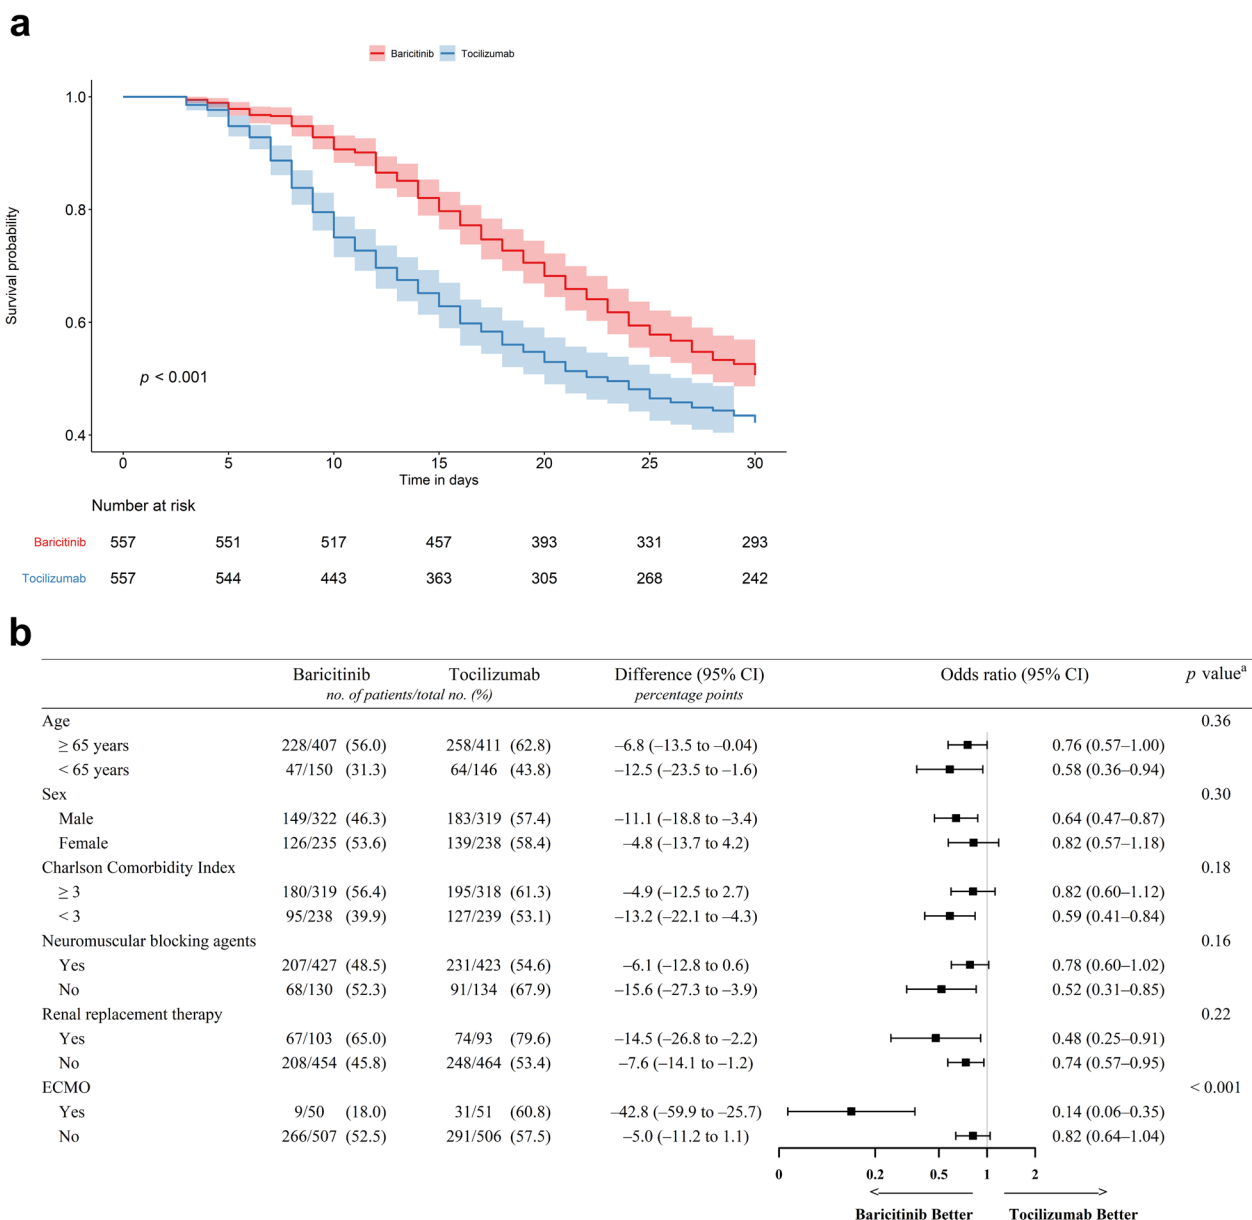 a
Baricitinib Tocilizumab
1.0
0.8
0.6
0.4
Survival probability
p < 0.001
0 5 10 15 20 25 30
Time in days
Number at risk
Baricitinib 557 551 517 457 393 331 293
Tocilizumab 557 544 443 363 305 268 242
b
Baricitinib Tocilizumab Difference (95% CI) Odds ratio (95% CI) p valueᵃ
no. of patients/total no. (%) percentage points
Age 0.36
≥ 65 years 228/407 (56.0) 258/411 (62.8) –6.8 (–13.5 to –0.04) 0.76 (0.57–1.00)
< 65 years 47/150 (31.3) 64/146 (43.8) –12.5 (–23.5 to –1.6) 0.58 (0.36–0.94)
Sex 0.30
Male 149/322 (46.3) 183/319 (57.4) –11.1 (–18.8 to –3.4) 0.64 (0.47–0.87)
Female 126/235 (53.6) 139/238 (58.4) –4.8 (–13.7 to 4.2) 0.82 (0.57–1.18)
Charlson Comorbidity Index 0.18
≥ 3 180/319 (56.4) 195/318 (61.3) –4.9 (–12.5 to 2.7) 0.82 (0.60–1.12)
< 3 95/238 (39.9) 127/239 (53.1) –13.2 (–22.1 to –4.3) 0.59 (0.41–0.84)
Neuromuscular blocking agents 0.16
Yes 207/427 (48.5) 231/423 (54.6) –6.1 (–12.8 to 0.6) 0.78 (0.60–1.02)
No 68/130 (52.3) 91/134 (67.9) –15.6 (–27.3 to –3.9) 0.52 (0.31–0.85)
Renal replacement therapy 0.22
Yes 67/103 (65.0) 74/93 (79.6) –14.5 (–26.8 to –2.2) 0.48 (0.25–0.91)
No 208/454 (45.8) 248/464 (53.4) –7.6 (–14.1 to –1.2) 0.74 (0.57–0.95)
ECMO < 0.001
Yes 9/50 (18.0) 31/51 (60.8) –42.8 (–59.9 to –25.7) 0.14 (0.06–0.35)
No 266/507 (52.5) 291/506 (57.5) –5.0 (–11.2 to 1.1) 0.82 (0.64–1.04)
0 0.2 0.5 1 2
Baricitinib Better Tocilizumab Better